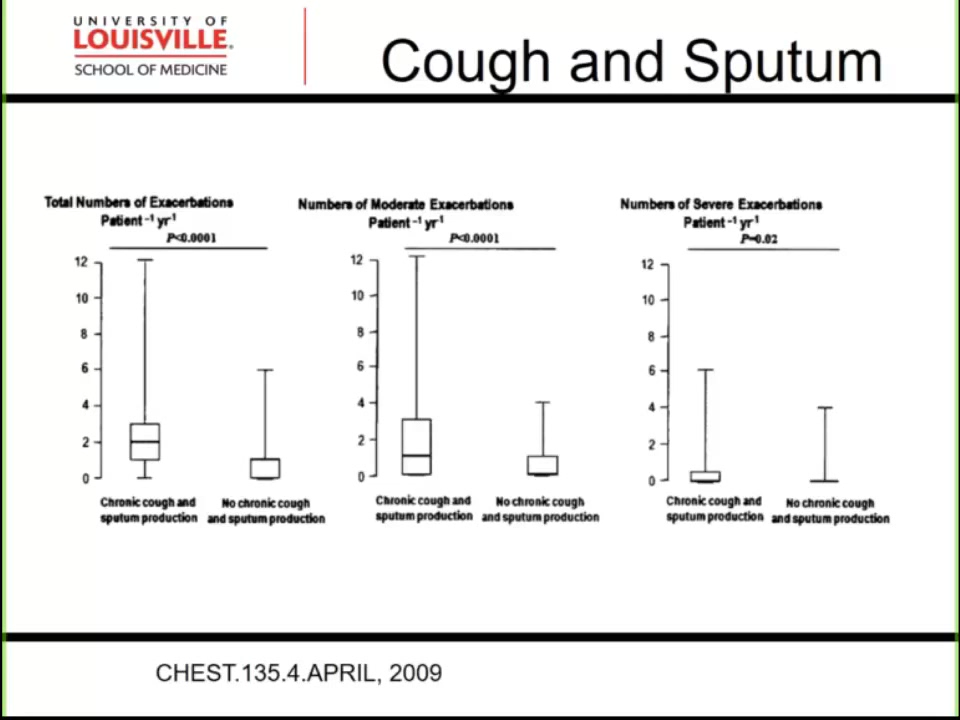 UNIVERSITY OF
LOUISVILLE.
SCHOOL OF MEDICINE
Cough and Sputum
Total Numbers of Exacerbations
Patient ⁻¹ yr⁻¹
P<0.0001
12
10
8
6
4
2
0
Chronic cough and
sputum production
No chronic cough
and sputum production
Numbers of Moderate Exacerbations
Patient ⁻¹ yr⁻¹
P<0.0001
12
10
8
6
4
2
0
Chronic cough and
sputum production
No chronic cough
and sputum production
Numbers of Severe Exacerbations
Patient ⁻¹ yr⁻¹
P=0.02
12
10
8
6
4
2
0
Chronic cough and
sputum production
No chronic cough
and sputum production
CHEST.135.4.APRIL, 2009